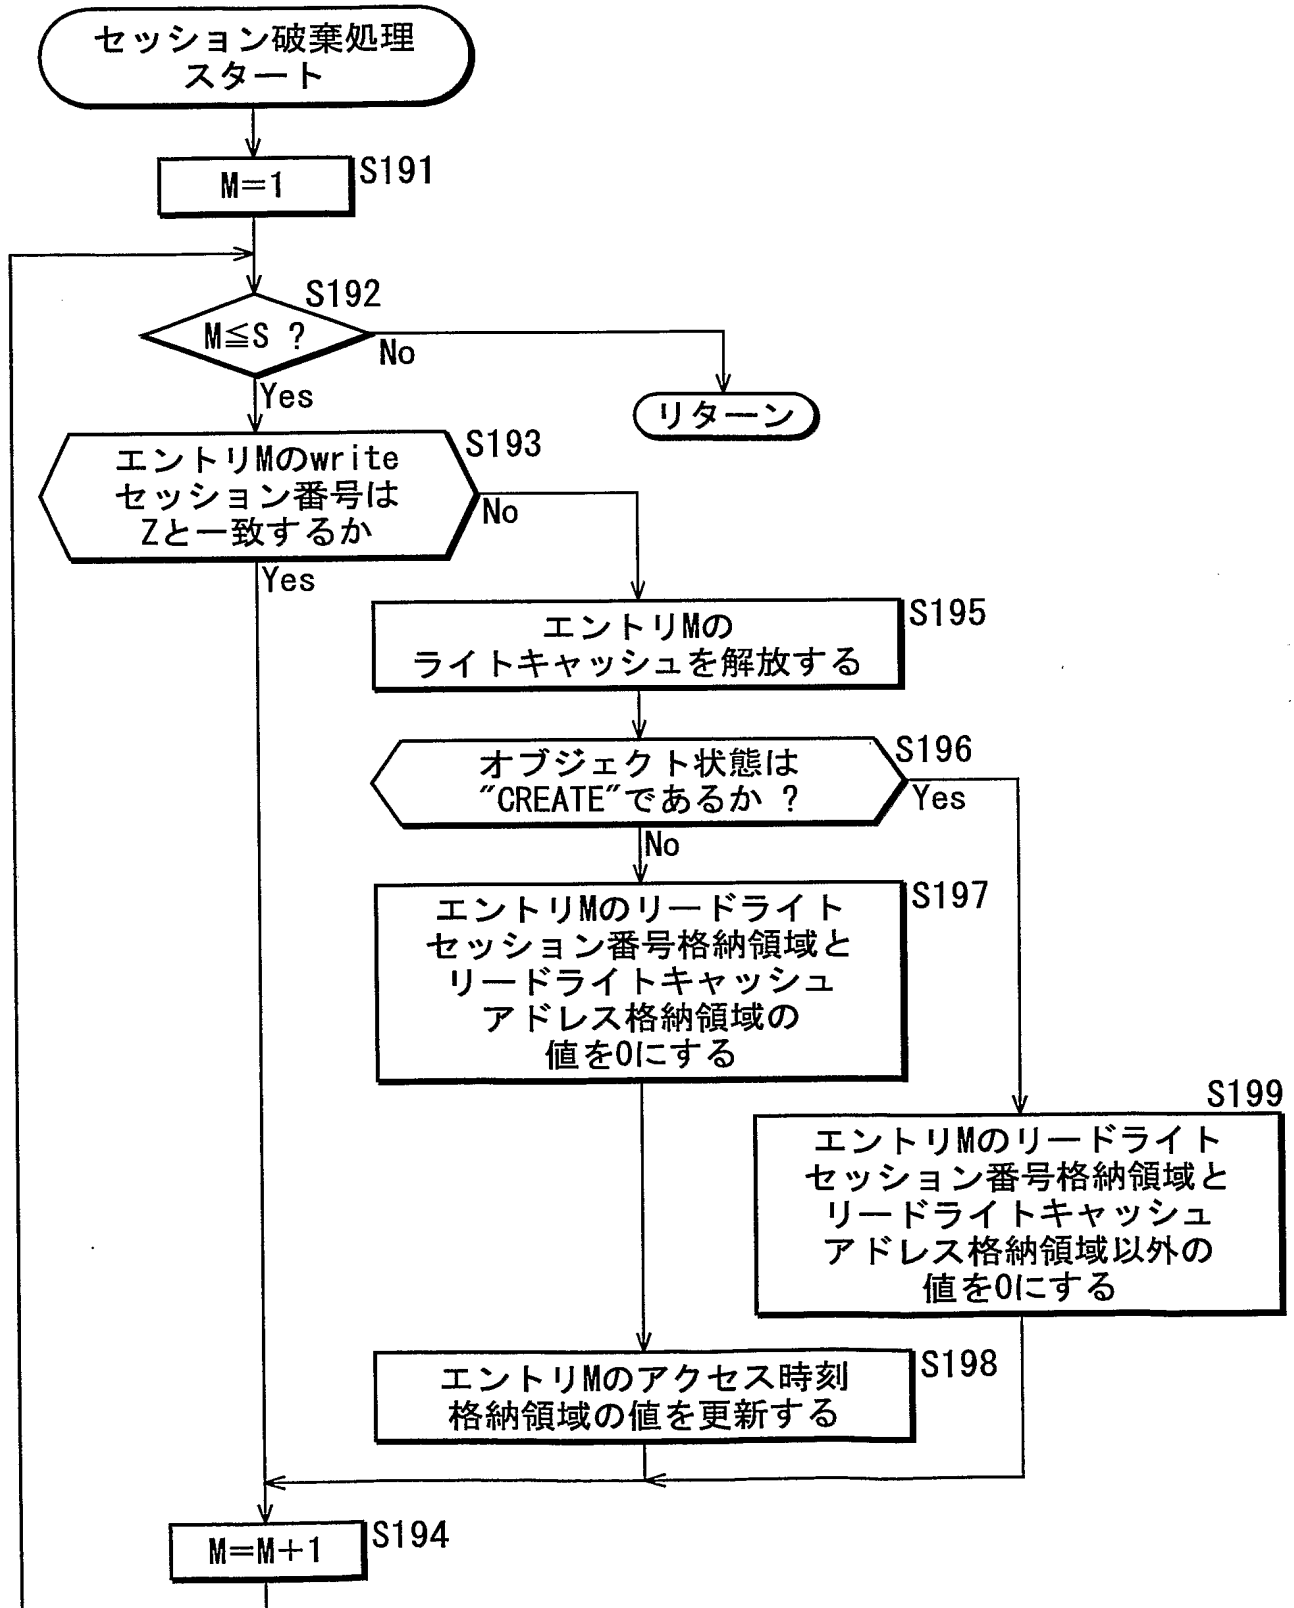 セッション破棄処理
スタート
M=1
S191
S192
M≦S ?
No
Yes
リターン
S193
エントリMのwrite
セッション番号は
Zと一致するか
No
Yes
S195
エントリMの
ライトキャッシュを解放する
S196
オブジェクト状態は
"CREATE"であるか ?
Yes
No
S197
エントリMのリードライト
セッション番号格納領域と
リードライトキャッシュ
アドレス格納領域の
値を0にする
S199
エントリMのリードライト
セッション番号格納領域と
リードライトキャッシュ
アドレス格納領域以外の
値を0にする
S198
エントリMのアクセス時刻
格納領域の値を更新する
S194
M=M+1